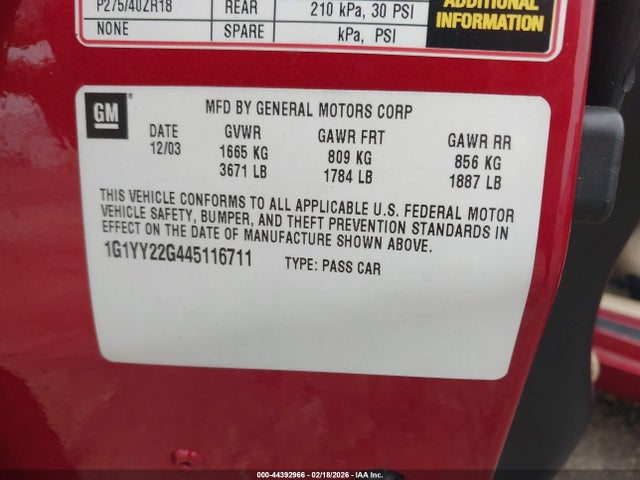 P275/40ZR18 REAR 210 kPa, 30 PSI
NONE SPARE kPa, PSI
ADDITIONAL
INFORMATION
GM ®
MFD BY GENERAL MOTORS CORP
DATE GVWR GAWR FRT GAWR RR
12/03 1665 KG 809 KG 856 KG
3671 LB 1784 LB 1887 LB
THIS VEHICLE CONFORMS TO ALL APPLICABLE U.S. FEDERAL MOTOR
VEHICLE SAFETY, BUMPER, AND THEFT PREVENTION STANDARDS IN
EFFECT ON THE DATE OF MANUFACTURE SHOWN ABOVE.
1G1YY22G445116711 TYPE: PASS CAR
000-44392966 - 02/18/2026 - © IAA, INC.